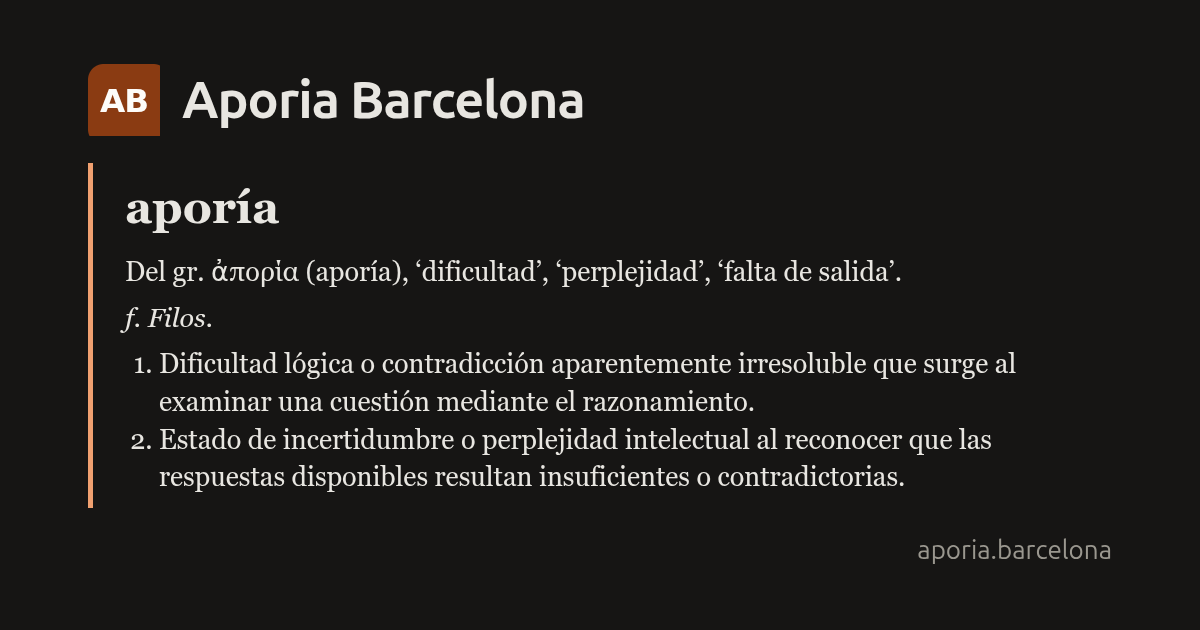 AB
Aporia Barcelona
aporía
Del gr. ἀπορία (aporía), ‘dificultad’, ‘perplejidad’, ‘falta de salida’.
f. Filos.
1. Dificultad lógica o contradicción aparentemente irresoluble que surge al
examinar una cuestión mediante el razonamiento.
2. Estado de incertidumbre o perplejidad intelectual al reconocer que las
respuestas disponibles resultan insuficientes o contradictorias.
aporia.barcelona